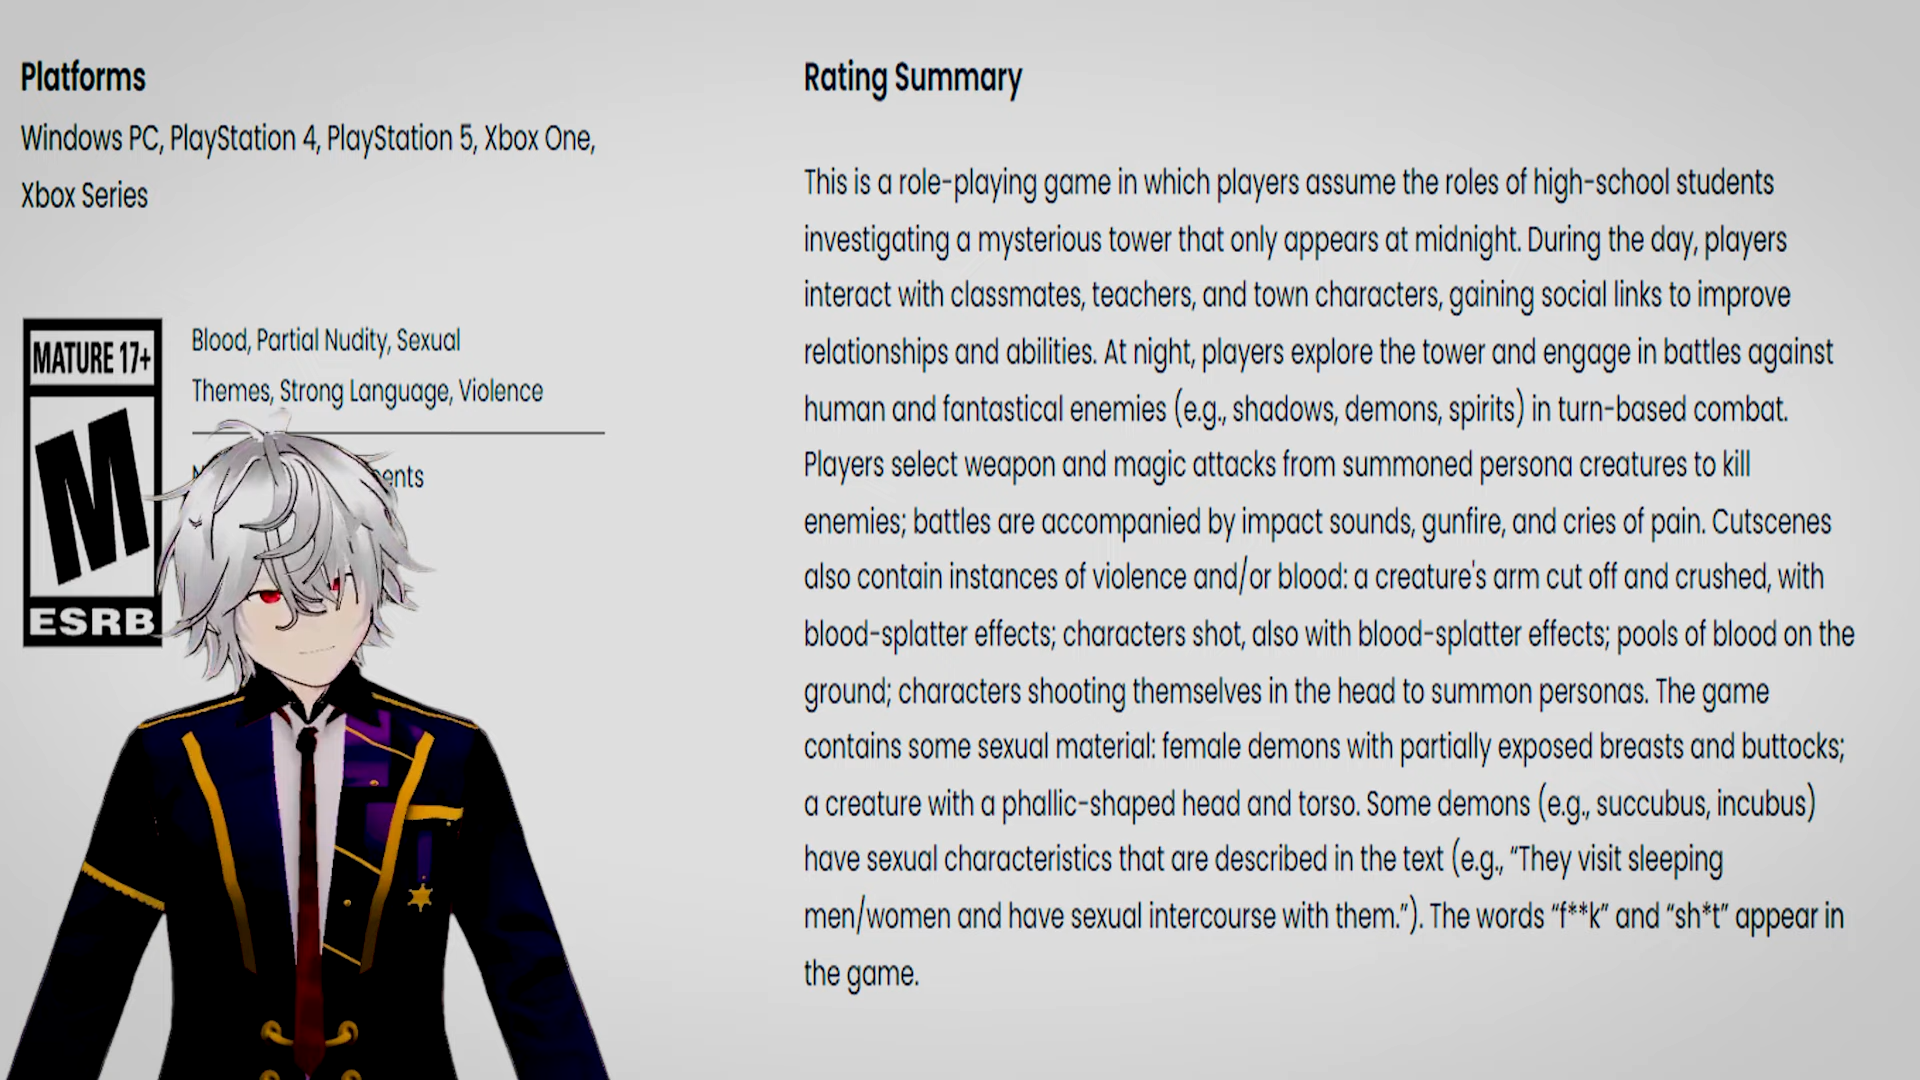 Platforms
Windows PC, PlayStation 4, PlayStation 5, Xbox One,
Xbox Series
MATURE 17+
M
ESRB
Blood, Partial Nudity, Sexual
Themes, Strong Language, Violence
Rating Summary
This is a role-playing game in which players assume the roles of high-school students
investigating a mysterious tower that only appears at midnight. During the day, players
interact with classmates, teachers, and town characters, gaining social links to improve
relationships and abilities. At night, players explore the tower and engage in battles against
human and fantastical enemies (e.g., shadows, demons, spirits) in turn-based combat.
Players select weapon and magic attacks from summoned persona creatures to kill
enemies; battles are accompanied by impact sounds, gunfire, and cries of pain. Cutscenes
also contain instances of violence and/or blood: a creature's arm cut off and crushed, with
blood-splatter effects; characters shot, also with blood-splatter effects; pools of blood on the
ground; characters shooting themselves in the head to summon personas. The game
contains some sexual material: female demons with partially exposed breasts and buttocks;
a creature with a phallic-shaped head and torso. Some demons (e.g., succubus, incubus)
have sexual characteristics that are described in the text (e.g., “They visit sleeping
men/women and have sexual intercourse with them.”). The words “f**k” and “sh*t” appear in
the game.